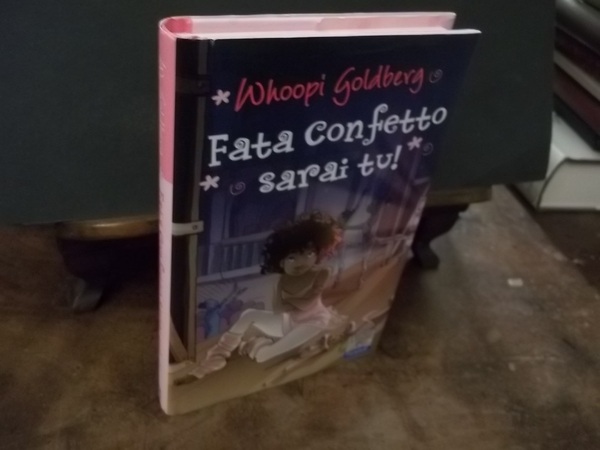 Whoopi Goldberg
Fata Confetto
sarai tu!